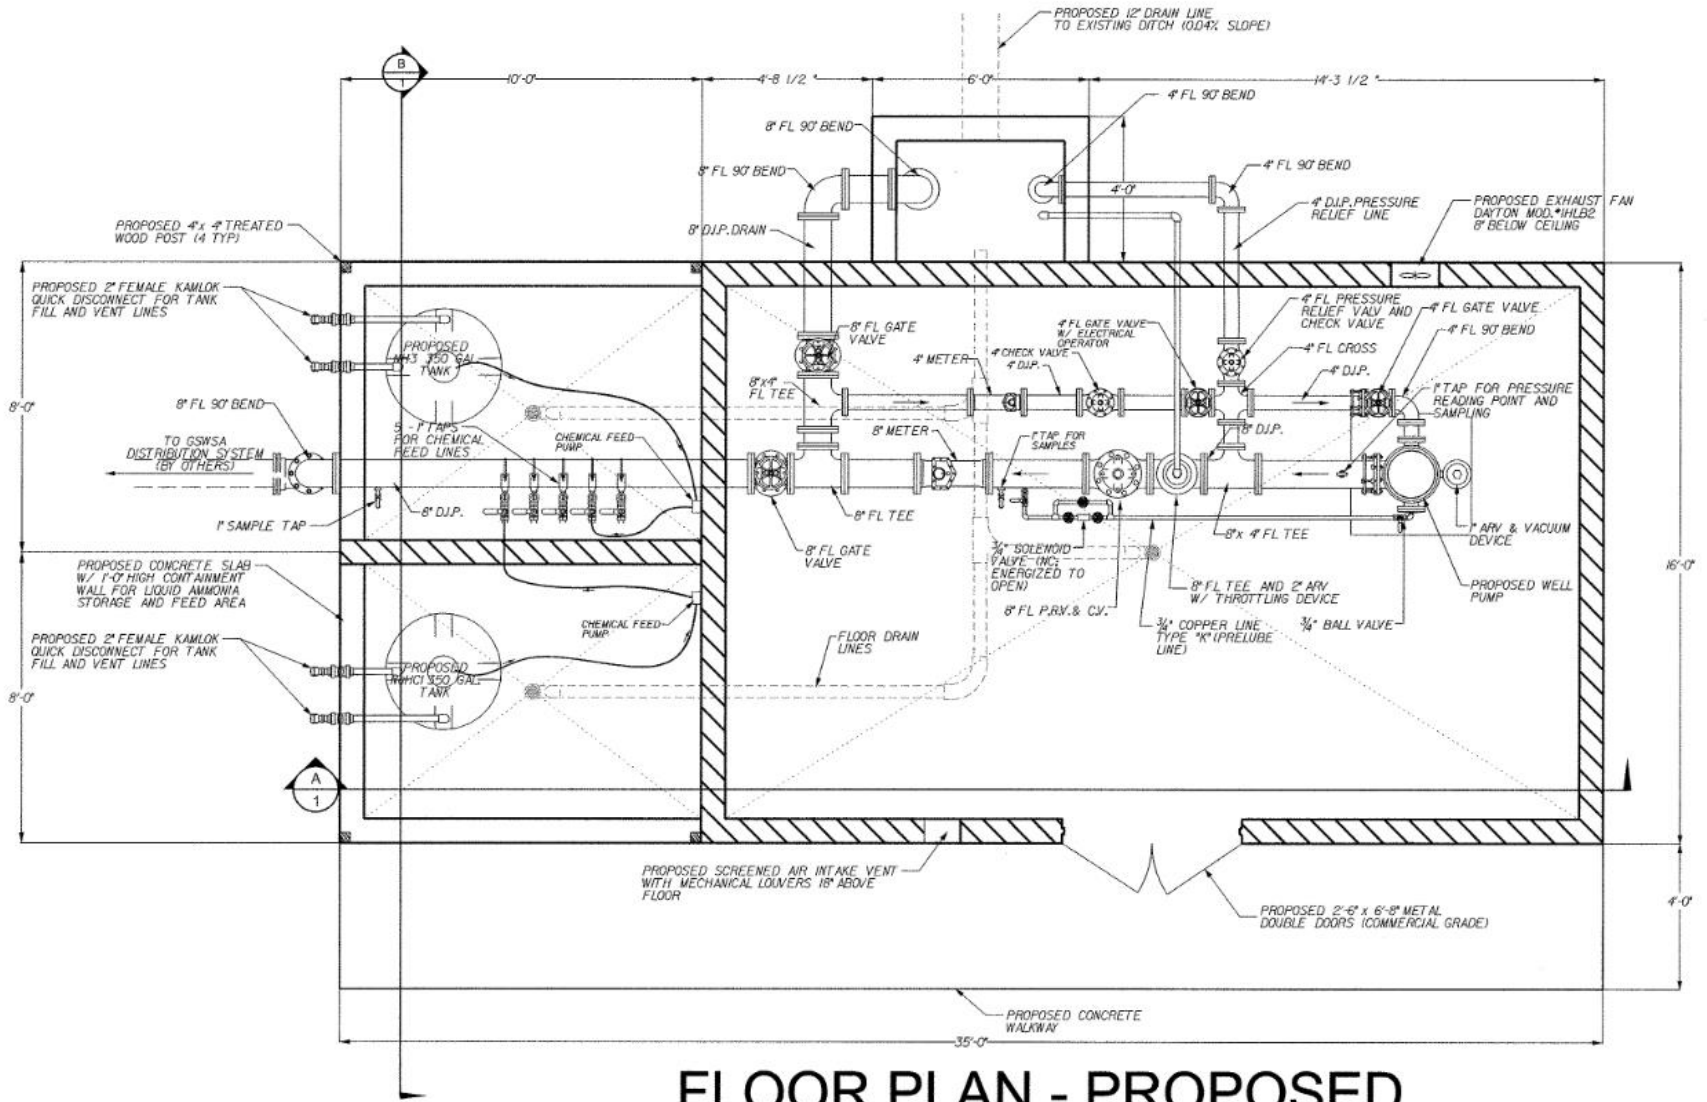 PROPOSED 12" DRAIN LINE
TO EXISTING DITCH (0.04% SLOPE)
B
1
10'-0"
4'-8 1/2 "
6'-0"
14'-3 1/2 "
4" FL 90° BEND
8" FL 90° BEND
8" FL 90° BEND
4" FL 90° BEND
4'-0"
PROPOSED 4"x 4" TREATED
WOOD POST (4 TYP)
8" D.I.P. DRAIN
4" D.I.P. PRESSURE
RELIEF LINE
PROPOSED EXHAUST FAN
DAYTON MOD. #1HLB2
8" BELOW CEILING
PROPOSED 2" FEMALE KAMLOK
QUICK DISCONNECT FOR TANK
FILL AND VENT LINES
PROPOSED
NH3 350 GAL
TANK
8" FL GATE
VALVE
4" FL GATE VALVE
W/ ELECTRICAL
OPERATOR
4" FL PRESSURE
RELIEF VALV AND
CHECK VALVE
4" FL GATE VALVE
4" FL 90° BEND
4" METER
4" CHECK VALVE
4" D.I.P.
4" FL CROSS
4" D.I.P.
8"x4"
FL TEE
1" TAP FOR PRESSURE
READING POINT AND
SAMPLING
8'-0"
8" FL 90° BEND
5 - 1" TAPS
FOR CHEMICAL
FEED LINES
CHEMICAL FEED
PUMP
8" METER
1" TAP FOR
SAMPLES
8" D.I.P.
TO GSWSA
DISTRIBUTION SYSTEM
(BY OTHERS)
1" SAMPLE TAP
8" D.I.P.
8" FL TEE
8"x 4" FL TEE
1" ARV & VACUUM
DEVICE
8" FL GATE
VALVE
3/4" SOLENOID
VALVE (NC;
ENERGIZED TO
OPEN)
8" FL P.R.V. & C.V.
8" FL TEE AND 2" ARV
W/ THROTTLING DEVICE
PROPOSED WELL
PUMP
16'-0"
PROPOSED CONCRETE SLAB
W/ 1'-0" HIGH CONTAINMENT
WALL FOR LIQUID AMMONIA
STORAGE AND FEED AREA
CHEMICAL FEED
PUMP
3/4" COPPER LINE
TYPE "K" (PRELUBE
LINE)
3/4" BALL VALVE
PROPOSED 2" FEMALE KAMLOK
QUICK DISCONNECT FOR TANK
FILL AND VENT LINES
FLOOR DRAIN
LINES
PROPOSED
350 GAL
TANK
8'-0"
A
1
PROPOSED SCREENED AIR INTAKE VENT
WITH MECHANICAL LOUVERS 18" ABOVE
FLOOR
PROPOSED 2'-6" x 6'-8" METAL
DOUBLE DOORS (COMMERCIAL GRADE)
4'-0"
PROPOSED CONCRETE
WALKWAY
35'-0"
FLOOR PLAN - PROPOSED